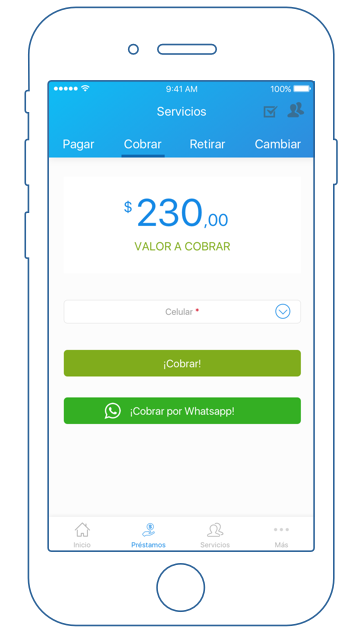 9:41 AM 100%
Servicios
Pagar Cobrar Retirar Cambiar
$ 230,00
VALOR A COBRAR
Celular *
¡Cobrar!
¡Cobrar por Whatsapp!
Inicio Préstamos Servicios Más